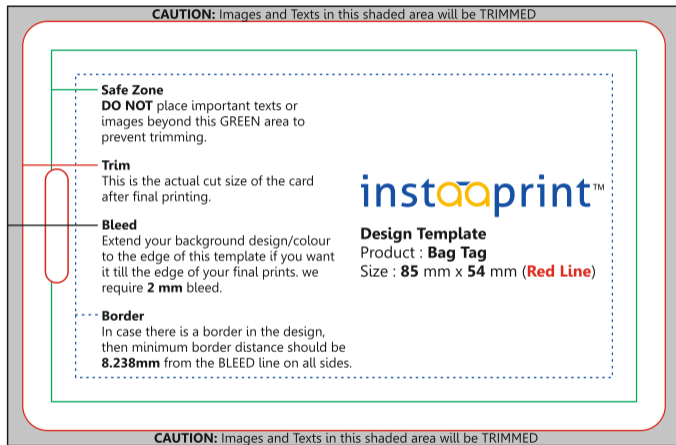 CAUTION: Images and Texts in this shaded area will be TRIMMED
Safe Zone
DO NOT place important texts or
images beyond this GREEN area to
prevent trimming.
Trim
This is the actual cut size of the card
after final printing.
Bleed
Extend your background design/colour
to the edge of this template if you want
it till the edge of your final prints. we
require 2 mm bleed.
Border
In case there is a border in the design,
then minimum border distance should be
8.238mm from the BLEED line on all sides.
instaaprint™
Design Template
Product : Bag Tag
Size : 85 mm x 54 mm (Red Line)
CAUTION: Images and Texts in this shaded area will be TRIMMED